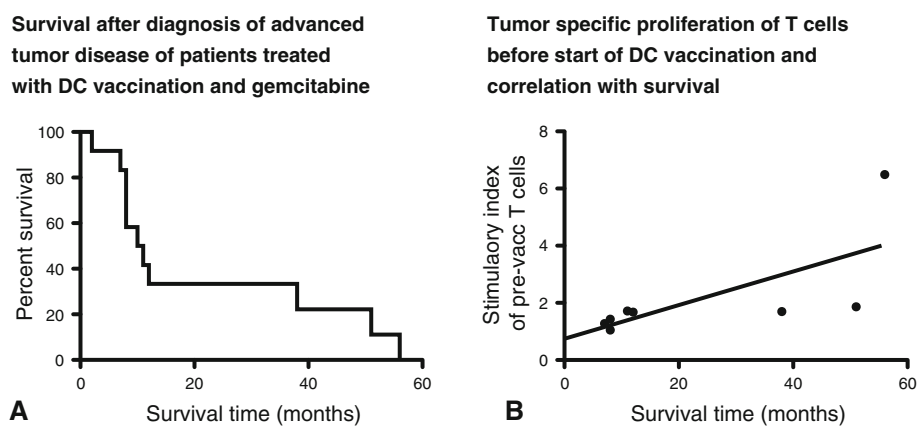 Survival after diagnosis of advanced
tumor disease of patients treated
with DC vaccination and gemcitabine
Percent survival
100
80
60
40
20
0
0 20 40 60
Survival time (months)
A
Tumor specific proliferation of T cells
before start of DC vaccination and
correlation with survival
Stimulaory index
of pre-vacc T cells
8
6
4
2
0
0 20 40 60
Survival time (months)
B